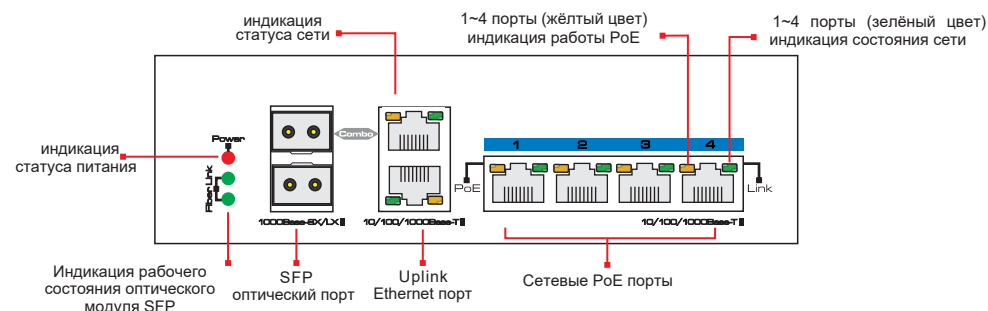 индикация
статуса сети
1~4 порты (жёлтый цвет)
индикация работы PoE
1~4 порты (зелёный цвет)
индикация состояния сети
индикация
статуса питания
Power
Fiber Link
Combo
1000Base-SX/LX
10/100/1000Base-T
1 2 3 4
PoE
Link
10/100/1000Base-T
Индикация рабочего
состояния оптического
модуля SFP
SFP
оптический порт
Uplink
Ethernet порт
Сетевые PoE порты